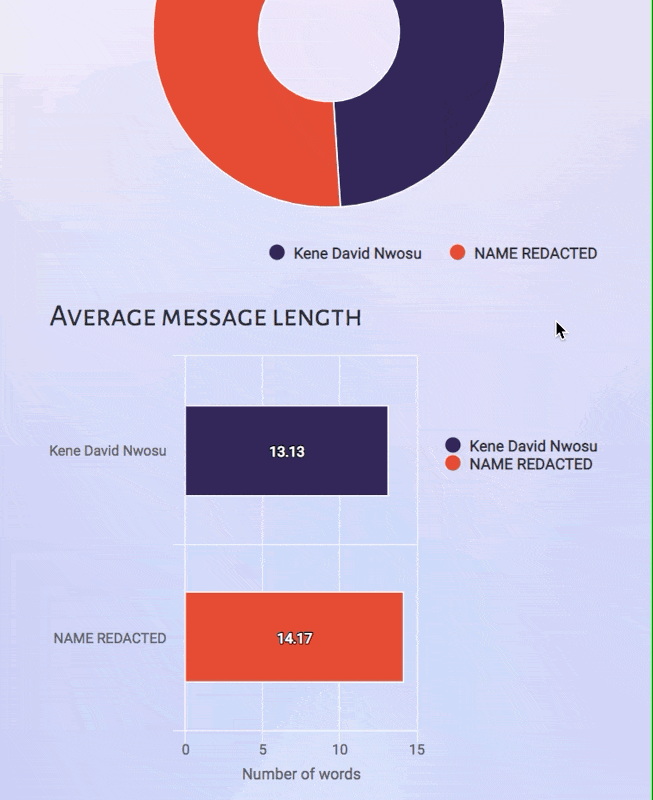 Kene David Nwosu NAME REDACTED
AVERAGE MESSAGE LENGTH
Kene David Nwosu
13.13
Kene David Nwosu
NAME REDACTED
NAME REDACTED
14.17
0 5 10 15
Number of words